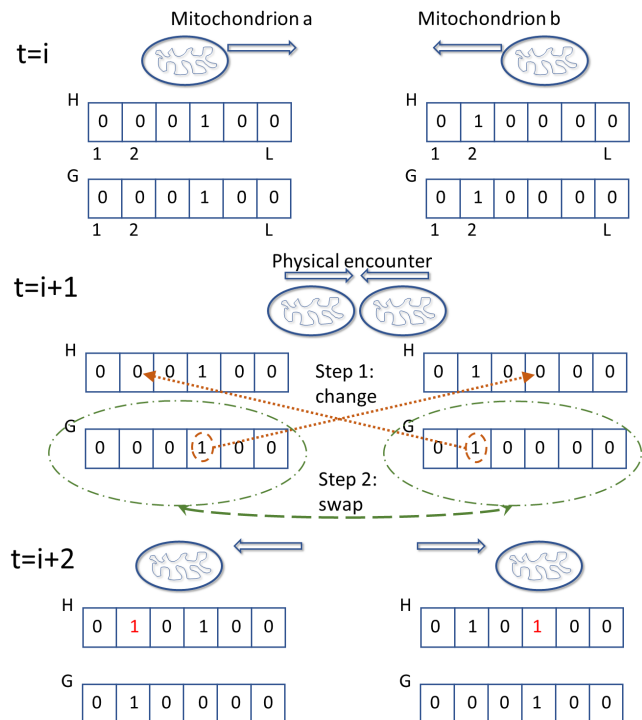 Mitochondrion a Mitochondrion b
t=i
H H
0 0 0 1 0 0 0 1 0 0 0 0
1 2 L 1 2 L
G G
0 0 0 1 0 0 0 1 0 0 0 0
1 2 L 1 2 L
Physical encounter
t=i+1
H H
0 0 0 1 0 0 0 1 0 0 0 0
Step 1:
change
G G
0 0 0 1 0 0 0 1 0 0 0 0
Step 2:
swap
t=i+2
H H
0 1 0 1 0 0 0 1 0 1 0 0
G G
0 1 0 0 0 0 0 0 0 1 0 0